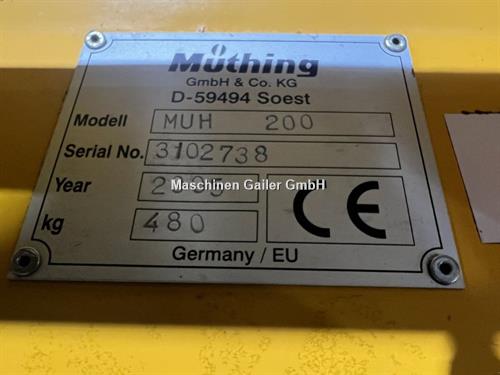 Müthing
GmbH & Co. KG
D-59494 Soest
Modell MUH 200
Serial No. 3102738
Maschinen Gailer GmbH
Year
kg 480
CE
Germany / EU